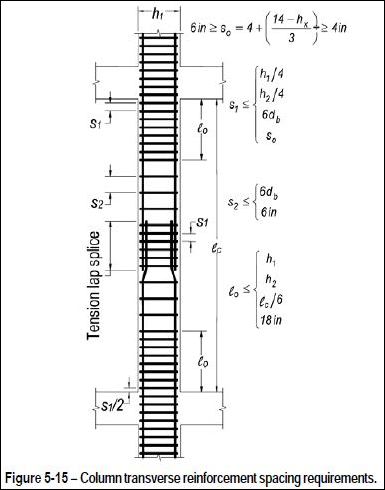 h1
6 in ≥ so = 4 + ( 14 − hx / 3 ) ≥ 4 in
s1 ≤ { h1/4
h2/4
6db
so
S1
ℓo
S2
s2 ≤ { 6db
6 in
S1
ℓc
Tension lap splice
ℓo ≤ { h1
h2
ℓc/6
18 in
ℓo
S1/2
Figure 5-15 – Column transverse reinforcement spacing requirements.